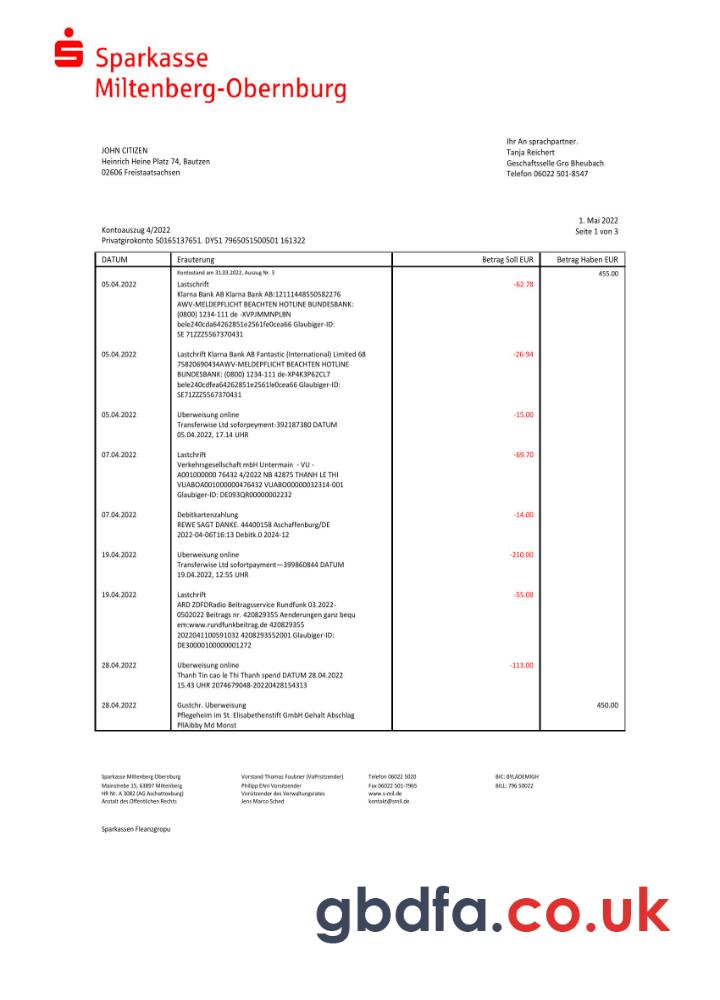 Sparkasse
Miltenberg-Obernburg
JOHN CITIZEN
Heinrich Heine Platz 74, Bautzen
02606 Freistaatsachsen
Ihr An sprachpartner.
Tanja Reichert
Geschaftsselle Gro Bheubach
Telefon 06022 501-8547
1. Mai 2022
Seite 1 von 3
Kontoauszug 4/2022
Privatgirokonto 50165137651. DY51 7965051500501 161322
DATUM Erauterung Betrag Soll EUR Betrag Haben EUR
Kontostand am 31.03.2022, Auszug Nr. 3 455.00
05.04.2022 Lastschrift -62.78
Klarna Bank AB Klarna Bank AB:12111448550582276
AWV-MELDEPFLICHT BEACHTEN HOTLINE BUNDESBANK:
(0800) 1234-111 de -XVPJMMNPLBN
bele240cda64262851e2561fe0cea66 Glaubiger-ID:
SE 71ZZZ5567370431
05.04.2022 Lastchrift Klarna Bank AB Fantastic (International) Limited 68 -26-94
75820690434AWV-MELDEPFLICHT BEACHTEN HOTLINE
BUNDESBANK: (0800) 1234-111 de-XP4K3P62CL7
bele240cdfea64262851e2561le0cea66 Glaubiger-ID:
SE71ZZZ5567370431
05.04.2022 Uberweisung online -15.00
Transferwise Ltd soforpeyment-392187380 DATUM
05.04.2022, 17.14 UHR
07.04.2022 Lastschrift -69.70
Verkehrsgesellschaft mbH Untermain - VU -
A001000000 76432 4/2022 NB 42875 THANH LE THI
VUABOA001000000476432 VUABO00000032314-001
Glaubiger-ID: DE093QR00000002232
07.04.2022 Debitkartenzahlung -14.00
REWE SAGT DANKE. 44400158 Aschaffenburg/DE
2022-04-06T16:13 Debitk.0 2024-12
19.04.2022 Uberweisung online -210.00
Transferwise Ltd sofortpayment—399860844 DATUM
19.04.2022, 12.55 UHR
19.04.2022 Lastschrift -55.08
ARD ZDFDRadio Beitragsservice Rundfunk 03.2022-
0502022 Beitrags nr. 420829355 Aenderungen ganz bequ
em:www.rundfunkbeitrag.de 420829355
2022041100591032 4208293552001 Glaubiger-ID:
DE30000100000001272
28.04.2022 Uberweisung online -113.00
Thanh Tin cao le Thi Thanh spend DATUM 28.04.2022
15.43 UHR 2074679048-20220428154313
28.04.2022 Gustchr. Uberweisung 450.00
Pflegeheim im St. Elisabethenstift GmbH Gehalt Abschlag
PllAibby Md Monst
Sparkasse Miltenberg Obernburg
Mainstrebe 15, 63897 Miltenberg
HR Nr. A 3082 (AG Aschattoxburg)
Anstalt des Offentlichen Rechts
Vorstand Thomas Feubner (VoPrsitzender)
Philipp Ehni Vorsitzender
Vorsitzender des Verwaltungsrates
Jens Marco Sched
Telefon 06022 5020
Fax 06022 501-7965
www.s-mil.de
kontakt@smil.de
BIC: BYLADEMIGH
BILL: 796 50022
Sparkassen Fleanzgropu
gbdfa.co.uk